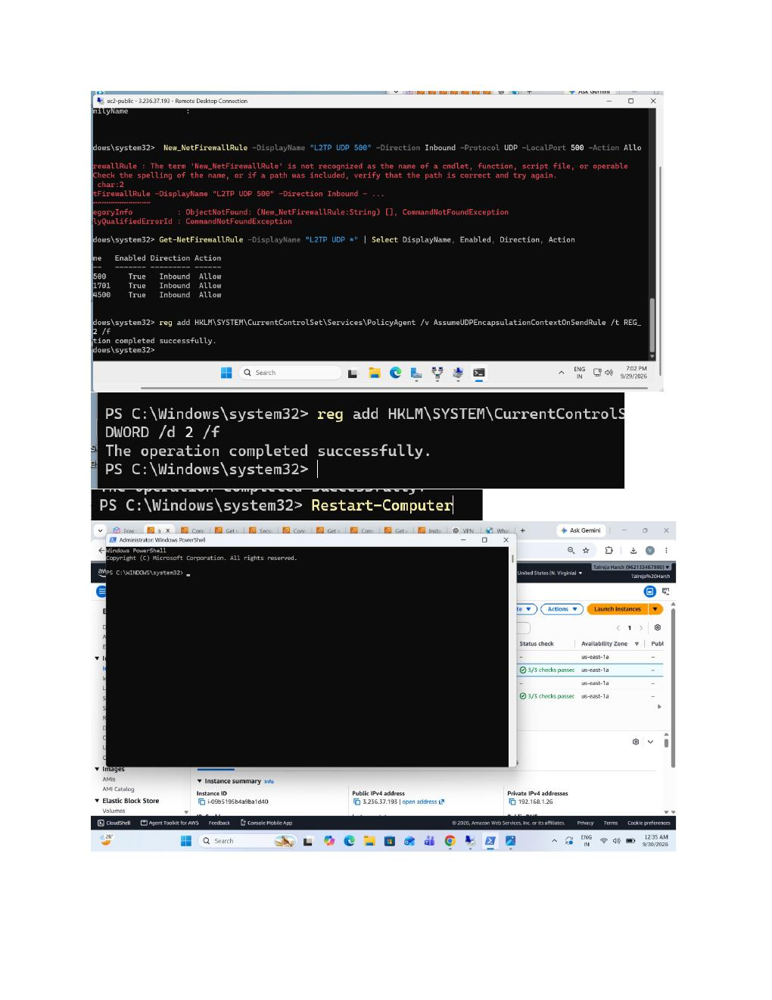 Ask Gemini
ec2-public - 3.236.37.193 - Remote Desktop Connection
milyName :
dows\system32> New_NetFirewallRule -DisplayName "L2TP UDP 500" -Direction Inbound -Protocol UDP -LocalPort 500 -Action Allo
rewallRule : The term 'New_NetFirewallRule' is not recognized as the name of a cmdlet, function, script file, or operable
Check the spelling of the name, or if a path was included, verify that the path is correct and try again.
char:2
tFirewallRule -DisplayName "L2TP UDP 500" -Direction Inbound - ...
~~~~~~~~~~~~~
egoryInfo : ObjectNotFound: (New_NetFirewallRule:String) [], CommandNotFoundException
lyQualifiedErrorId : CommandNotFoundException
dows\system32> Get-NetFirewallRule -DisplayName "L2TP UDP *" | Select DisplayName, Enabled, Direction, Action
me Enabled Direction Action
-- ------- --------- ------
500 True Inbound Allow
1701 True Inbound Allow
4500 True Inbound Allow
dows\system32> reg add HKLM\SYSTEM\CurrentControlSet\Services\PolicyAgent /v AssumeUDPEncapsulationContextOnSendRule /t REG_
2 /f
tion completed successfully.
dows\system32>
Search
ENG
IN
7:02 PM
9/29/2026
PS C:\Windows\system32> reg add HKLM\SYSTEM\CurrentControlS
DWORD /d 2 /f
The operation completed successfully.
PS C:\Windows\system32>
The operation completed successfully.
PS C:\Windows\system32> Restart-Computer
Free
Conn
Get
Secu
Conn
Get
Conn
Get
Insta
VPN
What
Ask Gemini
Administrator: Windows PowerShell
Windows PowerShell
Copyright (C) Microsoft Corporation. All rights reserved.
PS C:\WINDOWS\system32>
aw
United States (N. Virginia)
Talreja Harsh (962133467990)
Talreja%20Harsh
te
Actions
Launch instances
1
Status check
Availability Zone
Publ
– us-east-1a –
3/3 checks passec us-east-1a –
– us-east-1a –
3/3 checks passec us-east-1a –
Images
AMIs
AMI Catalog
Elastic Block Store
Volumes
Instance summary Info
Instance ID
i-09b5195b4a9ba1d40
Public IPv4 address
3.236.37.193 | open address
Private IPv4 addresses
192.168.1.26
CloudShell
Agent Toolkit for AWS
Feedback
Console Mobile App
© 2026, Amazon Web Services, Inc. or its affiliates.
Privacy
Terms
Cookie preferences
26°
Search
ENG
IN
12:35 AM
9/30/2026